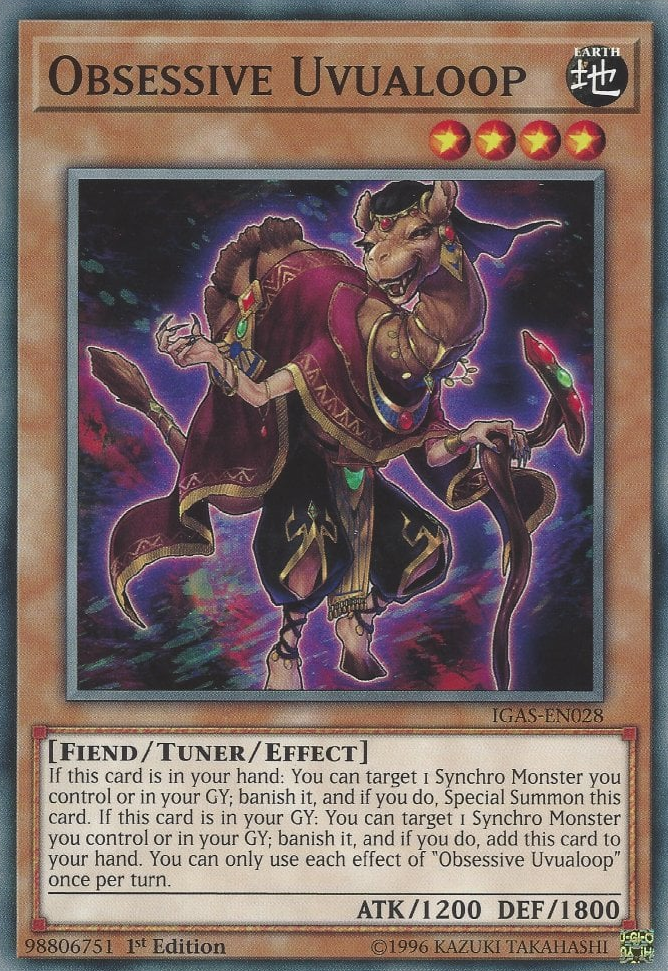 OBSESSIVE UVUALOOP
EARTH
地
IGAS-EN028
[FIEND/TUNER/EFFECT]
If this card is in your hand: You can target 1 Synchro Monster you
control or in your GY; banish it, and if you do, Special Summon this
card. If this card is in your GY: You can target 1 Synchro Monster
you control or in your GY; banish it, and if you do, add this card to
your hand. You can only use each effect of "Obsessive Uvualoop"
once per turn.
ATK/1200 DEF/1800
98806751 1st Edition
©1996 KAZUKI TAKAHASHI